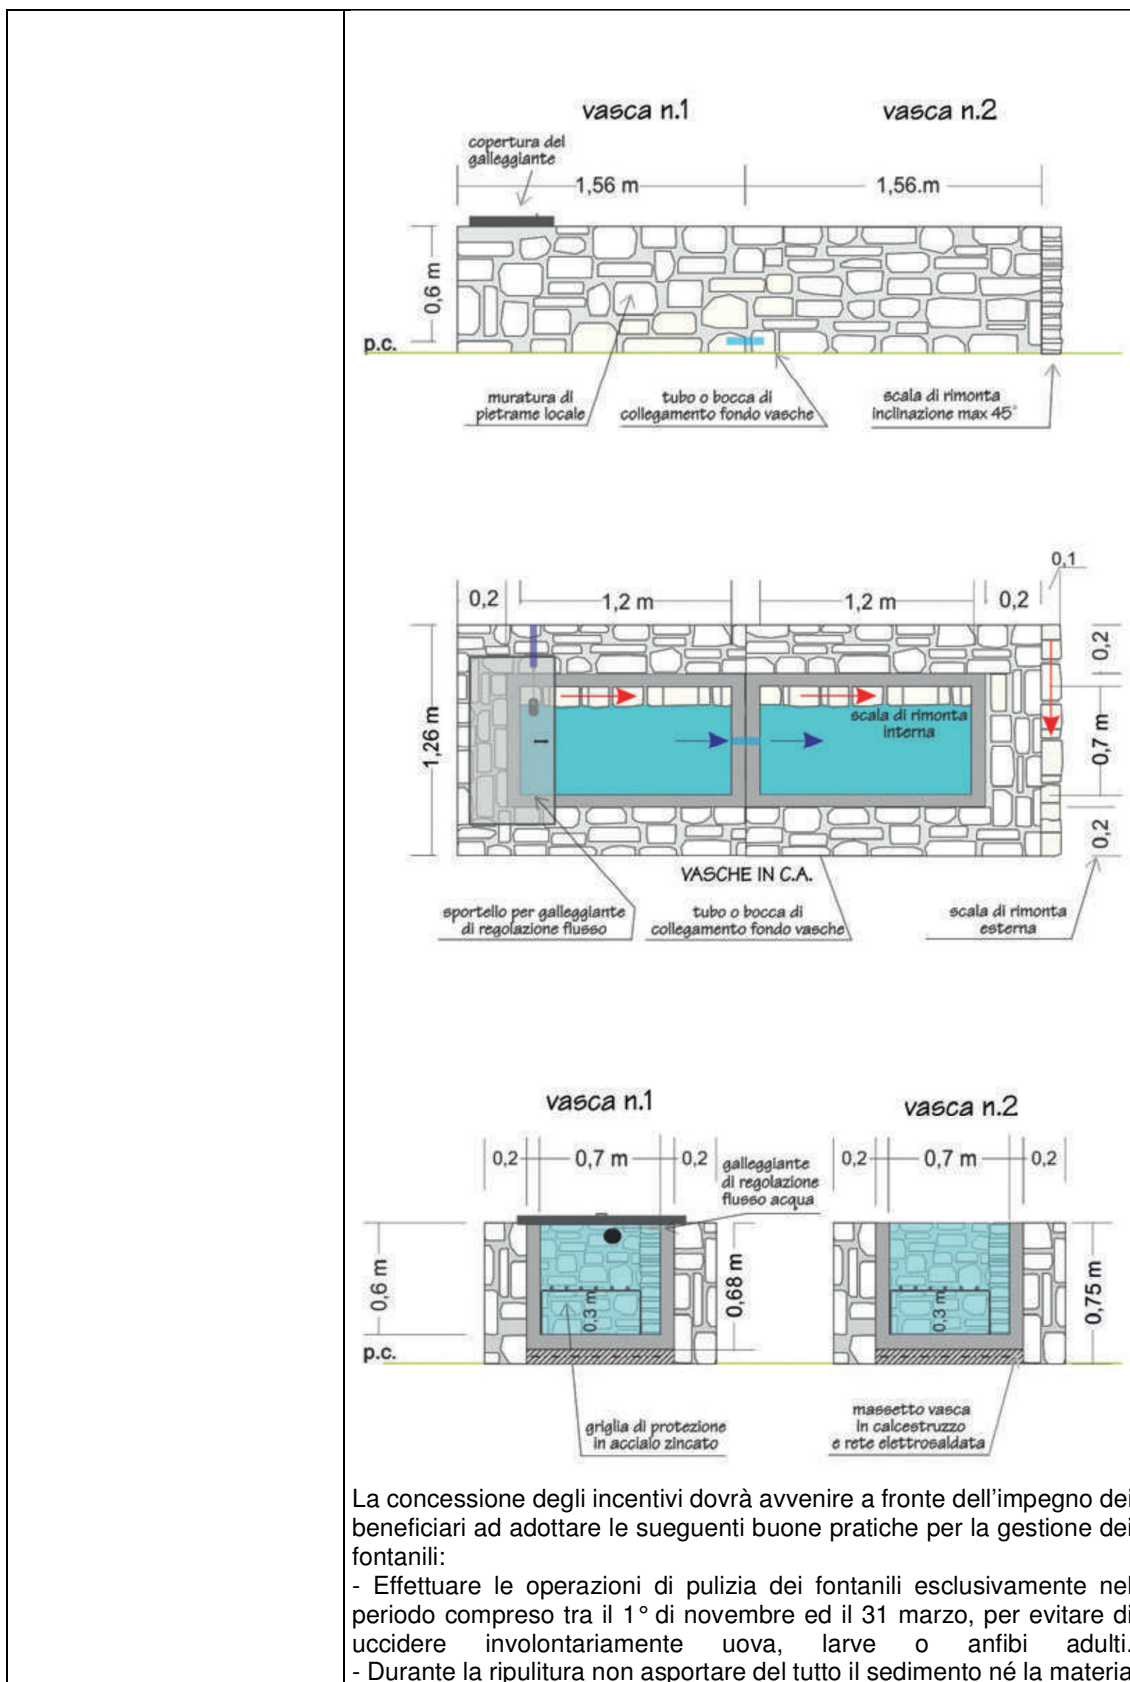 vasca n.1
vasca n.2
copertura del
galleggiante
1,56 m
1,56.m
0,6 m
p.c.
muratura di
pietrame locale
tubo o bocca di
collegamento fondo vasche
scala di rimonta
inclinazione max 45°
0,1
0,2
1,2 m
1,2 m
0,2
0,2
1,26 m
scala di rimonta
interna
0,7 m
0,2
VASCHE IN C.A.
sportello per galleggiante
di regolazione flusso
tubo o bocca di
collegamento fondo vasche
scala di rimonta
esterna
vasca n.1
vasca n.2
0,2
0,7 m
0,2
galleggiante
di regolazione
flusso acqua
0,2
0,7 m
0,2
0,6 m
0,3 m
0,68 m
0,3 m
0,75 m
p.c.
griglia di protezione
in acciaio zincato
massetto vasca
in calcestruzzo
e rete elettrosaldata
La concessione degli incentivi dovrà avvenire a fronte dell'impegno dei
beneficiari ad adottare le sueguenti buone pratiche per la gestione dei
fontanili:
- Effettuare le operazioni di pulizia dei fontanili esclusivamente nel
periodo compreso tra il 1° di novembre ed il 31 marzo, per evitare di
uccidere involontariamente uova, larve o anfibi adulti.
- Durante la ripulitura non asportare del tutto il sedimento né la materia